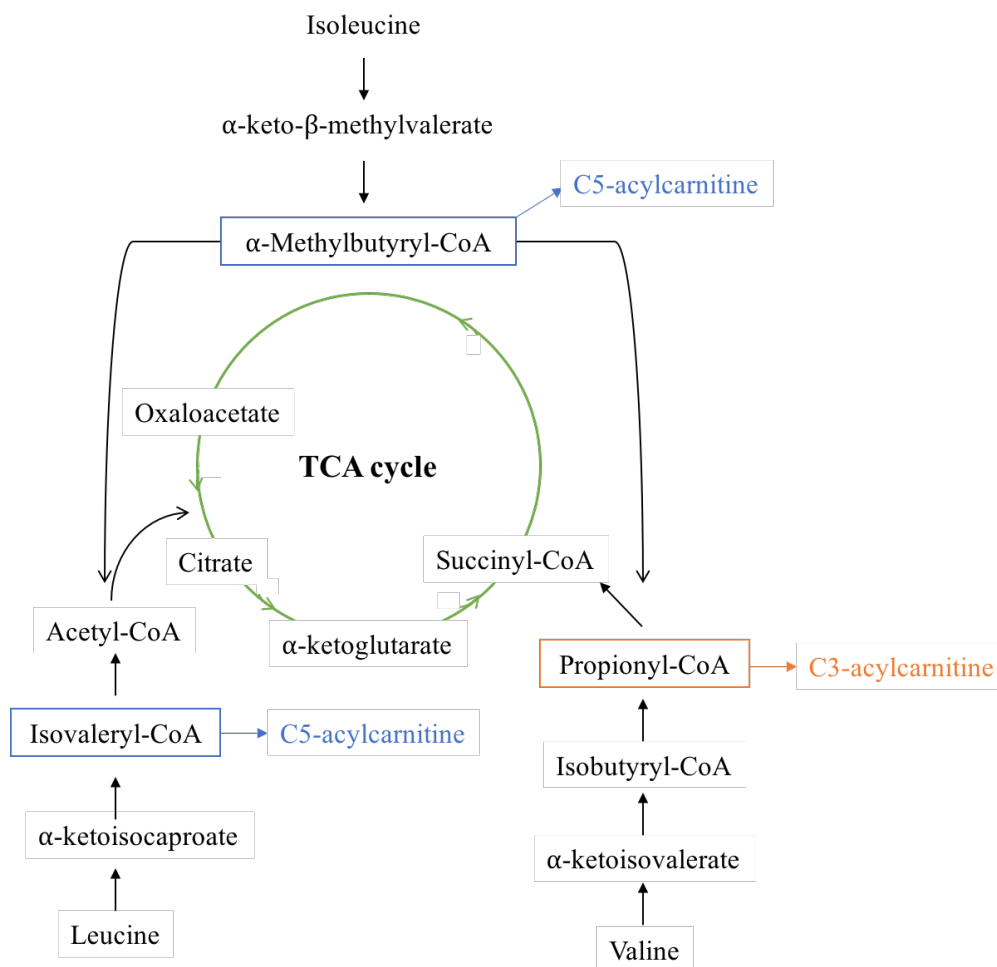 Isoleucine
α-keto-β-methylvalerate
C5-acylcarnitine
α-Methylbutyryl-CoA
Oxaloacetate
TCA cycle
Citrate
Succinyl-CoA
Acetyl-CoA
α-ketoglutarate
Propionyl-CoA
C3-acylcarnitine
Isovaleryl-CoA
C5-acylcarnitine
Isobutyryl-CoA
α-ketoisocaproate
α-ketoisovalerate
Leucine
Valine